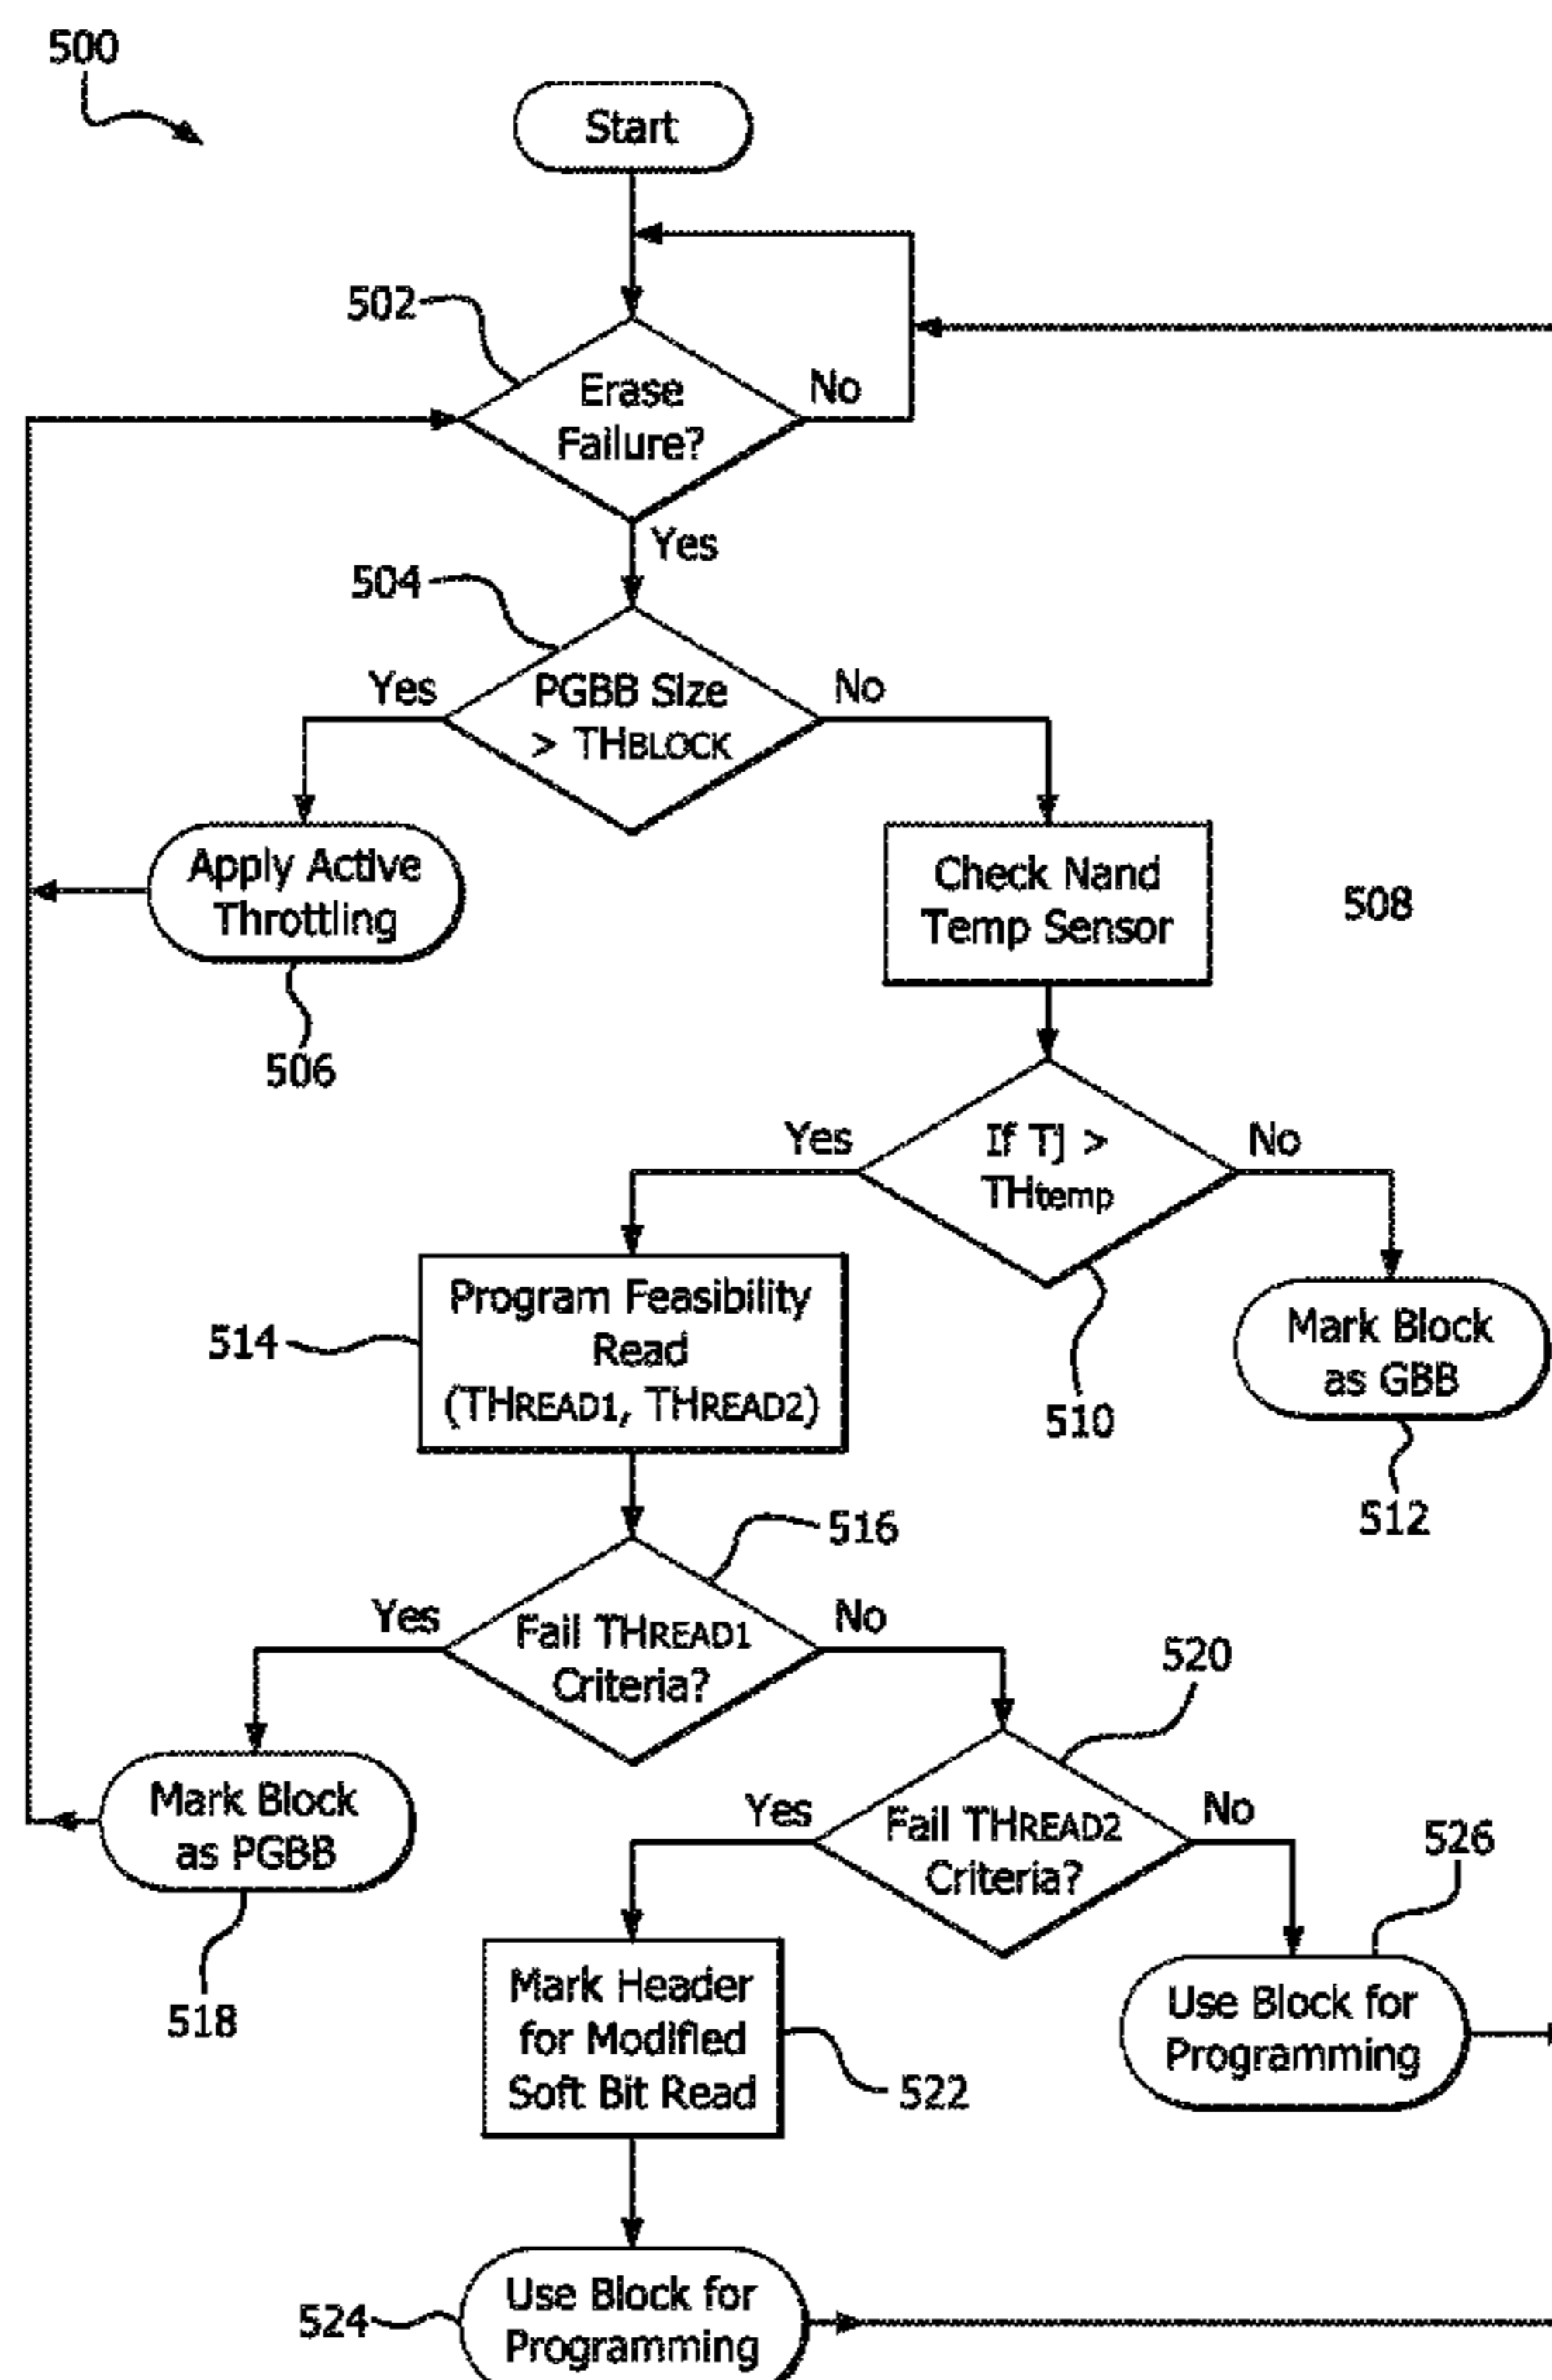 500
Start
502
Erase
Failure?
No
Yes
504
Yes
PGBB Size
> THBLOCK
No
Apply Active
Throttling
506
Check Nand
Temp Sensor
508
Yes
If Tj >
THtemp
No
510
Mark Block
as GBB
512
514
Program Feasibility
Read
(THREAD1, THREAD2)
516
Yes
Fail THREAD1
Criteria?
No
Mark Block
as PGBB
518
520
Yes
Fail THREAD2
Criteria?
No
526
Mark Header
for Modified
Soft Bit Read
522
Use Block for
Programming
524
Use Block for
Programming